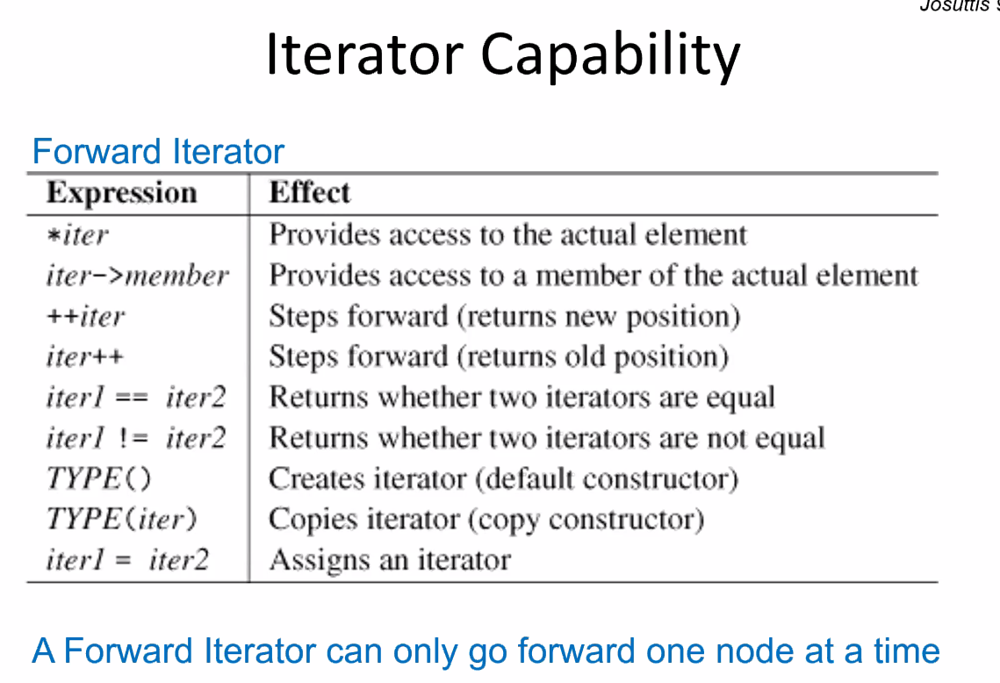 Josuttis
Iterator Capability
Forward Iterator
Expression Effect
*iter Provides access to the actual element
iter->member Provides access to a member of the actual element
++iter Steps forward (returns new position)
iter++ Steps forward (returns old position)
iter1 == iter2 Returns whether two iterators are equal
iter1 != iter2 Returns whether two iterators are not equal
TYPE() Creates iterator (default constructor)
TYPE(iter) Copies iterator (copy constructor)
iter1 = iter2 Assigns an iterator
A Forward Iterator can only go forward one node at a time